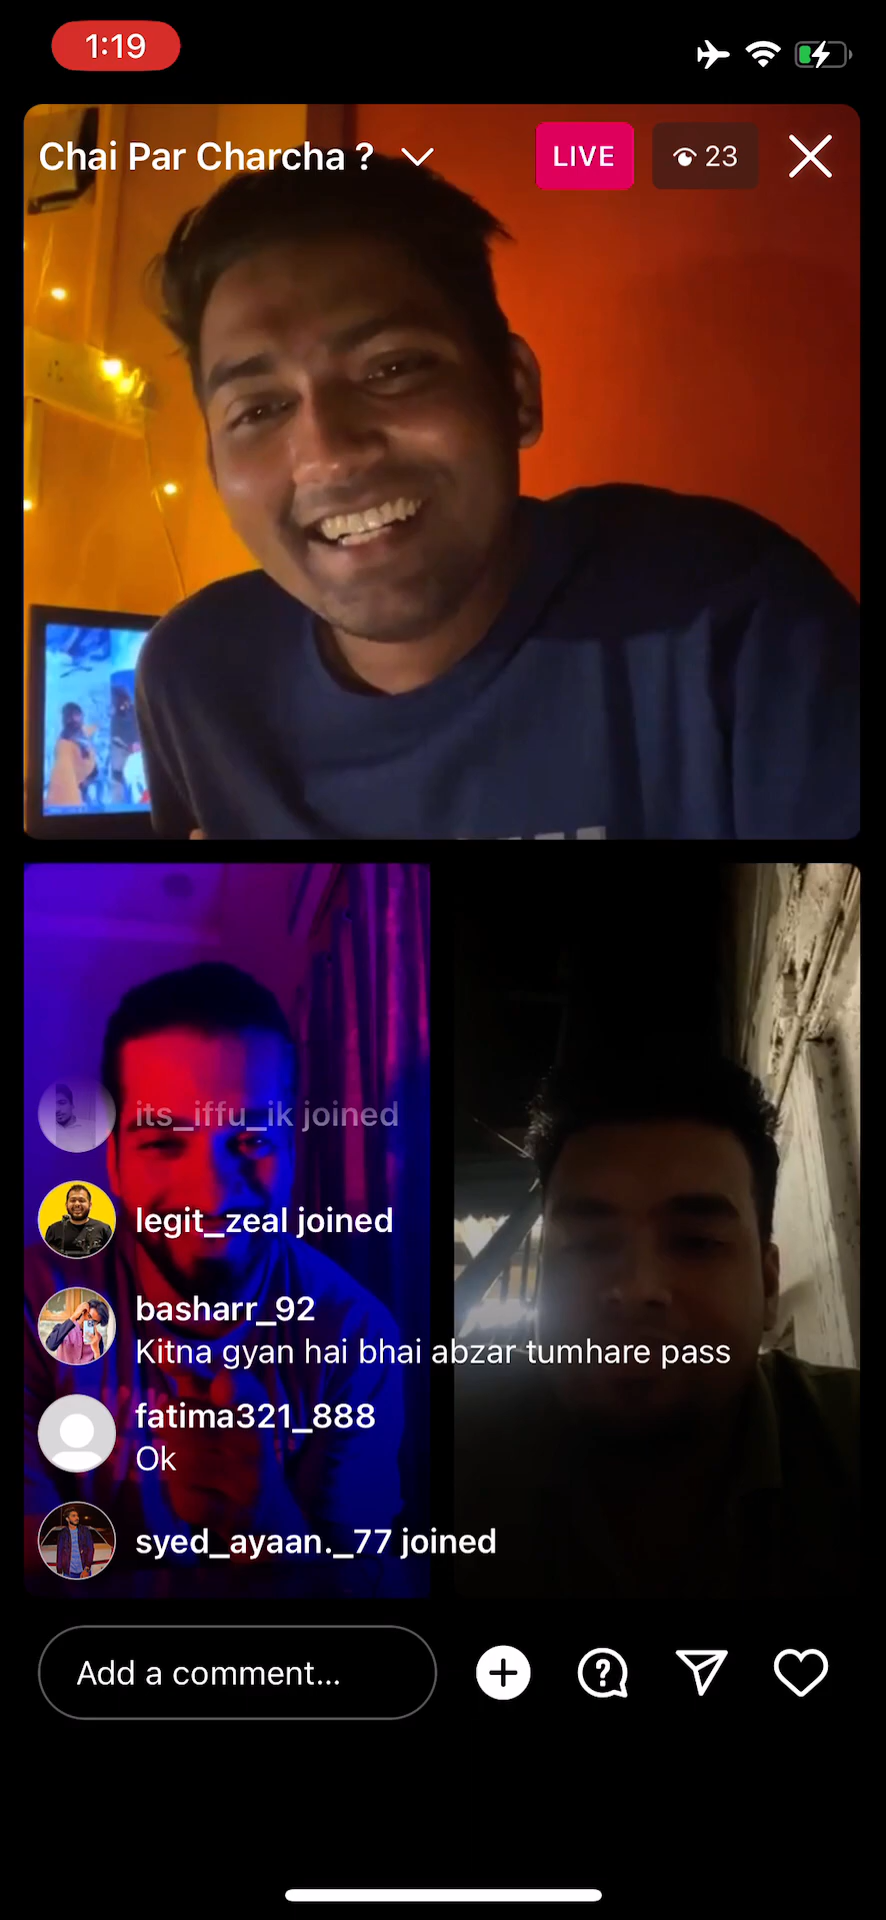 1:19
Chai Par Charcha ?
LIVE
23
its_iffu_ik joined
legit_zeal joined
basharr_92
Kitna gyan hai bhai abzar tumhare pass
fatima321_888
Ok
syed_ayaan._77 joined
Add a comment...